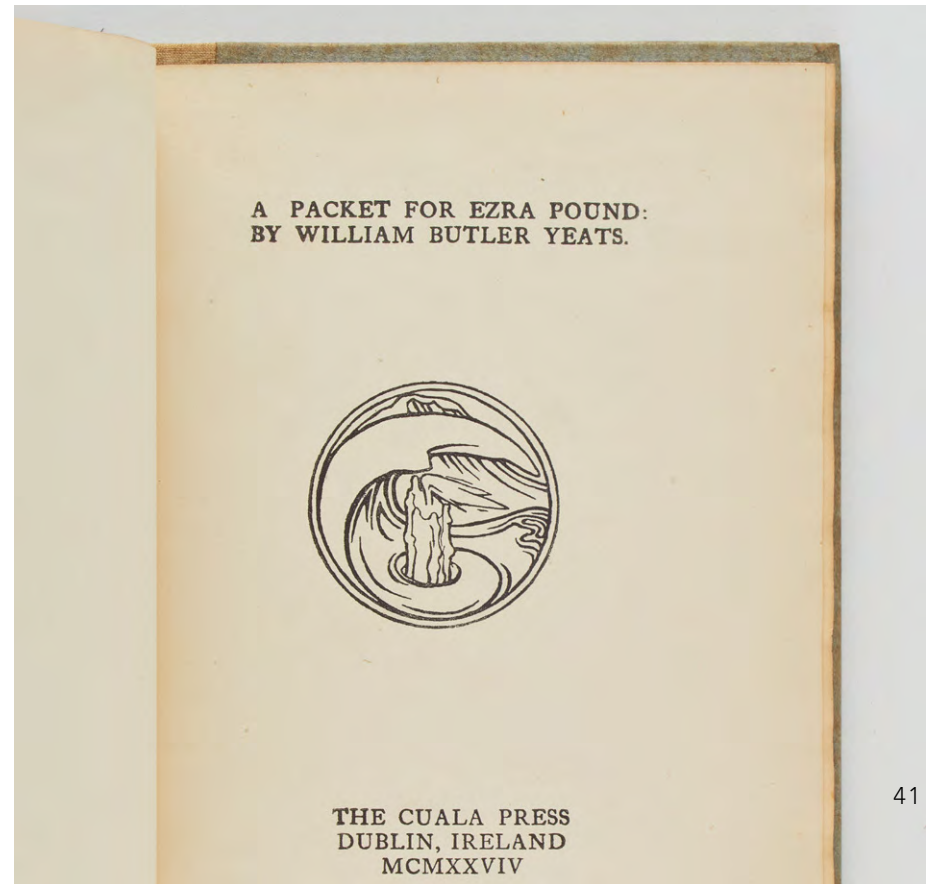 A PACKET FOR EZRA POUND:
BY WILLIAM BUTLER YEATS.
41
THE CUALA PRESS
DUBLIN, IRELAND
MCMXXVIV